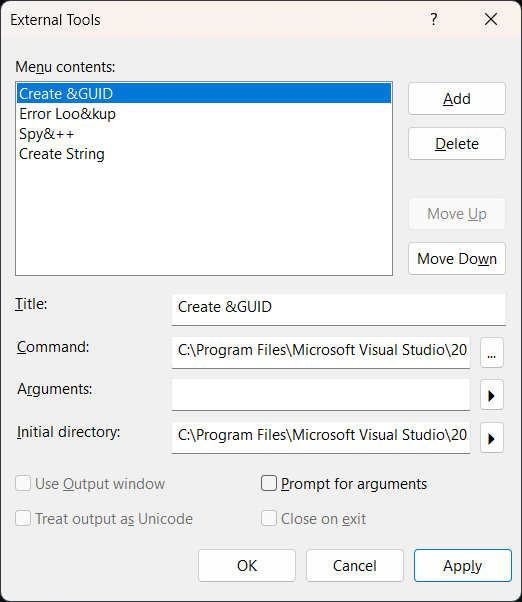 External Tools
?
Menu contents:
Create &GUID
Error Loo&kup
Spy&++
Create String
Add
Delete
Move Up
Move Down
Title:
Create &GUID
Command:
C:\Program Files\Microsoft Visual Studio\20
...
Arguments:
Initial directory:
C:\Program Files\Microsoft Visual Studio\20
Use Output window
Prompt for arguments
Treat output as Unicode
Close on exit
OK
Cancel
Apply